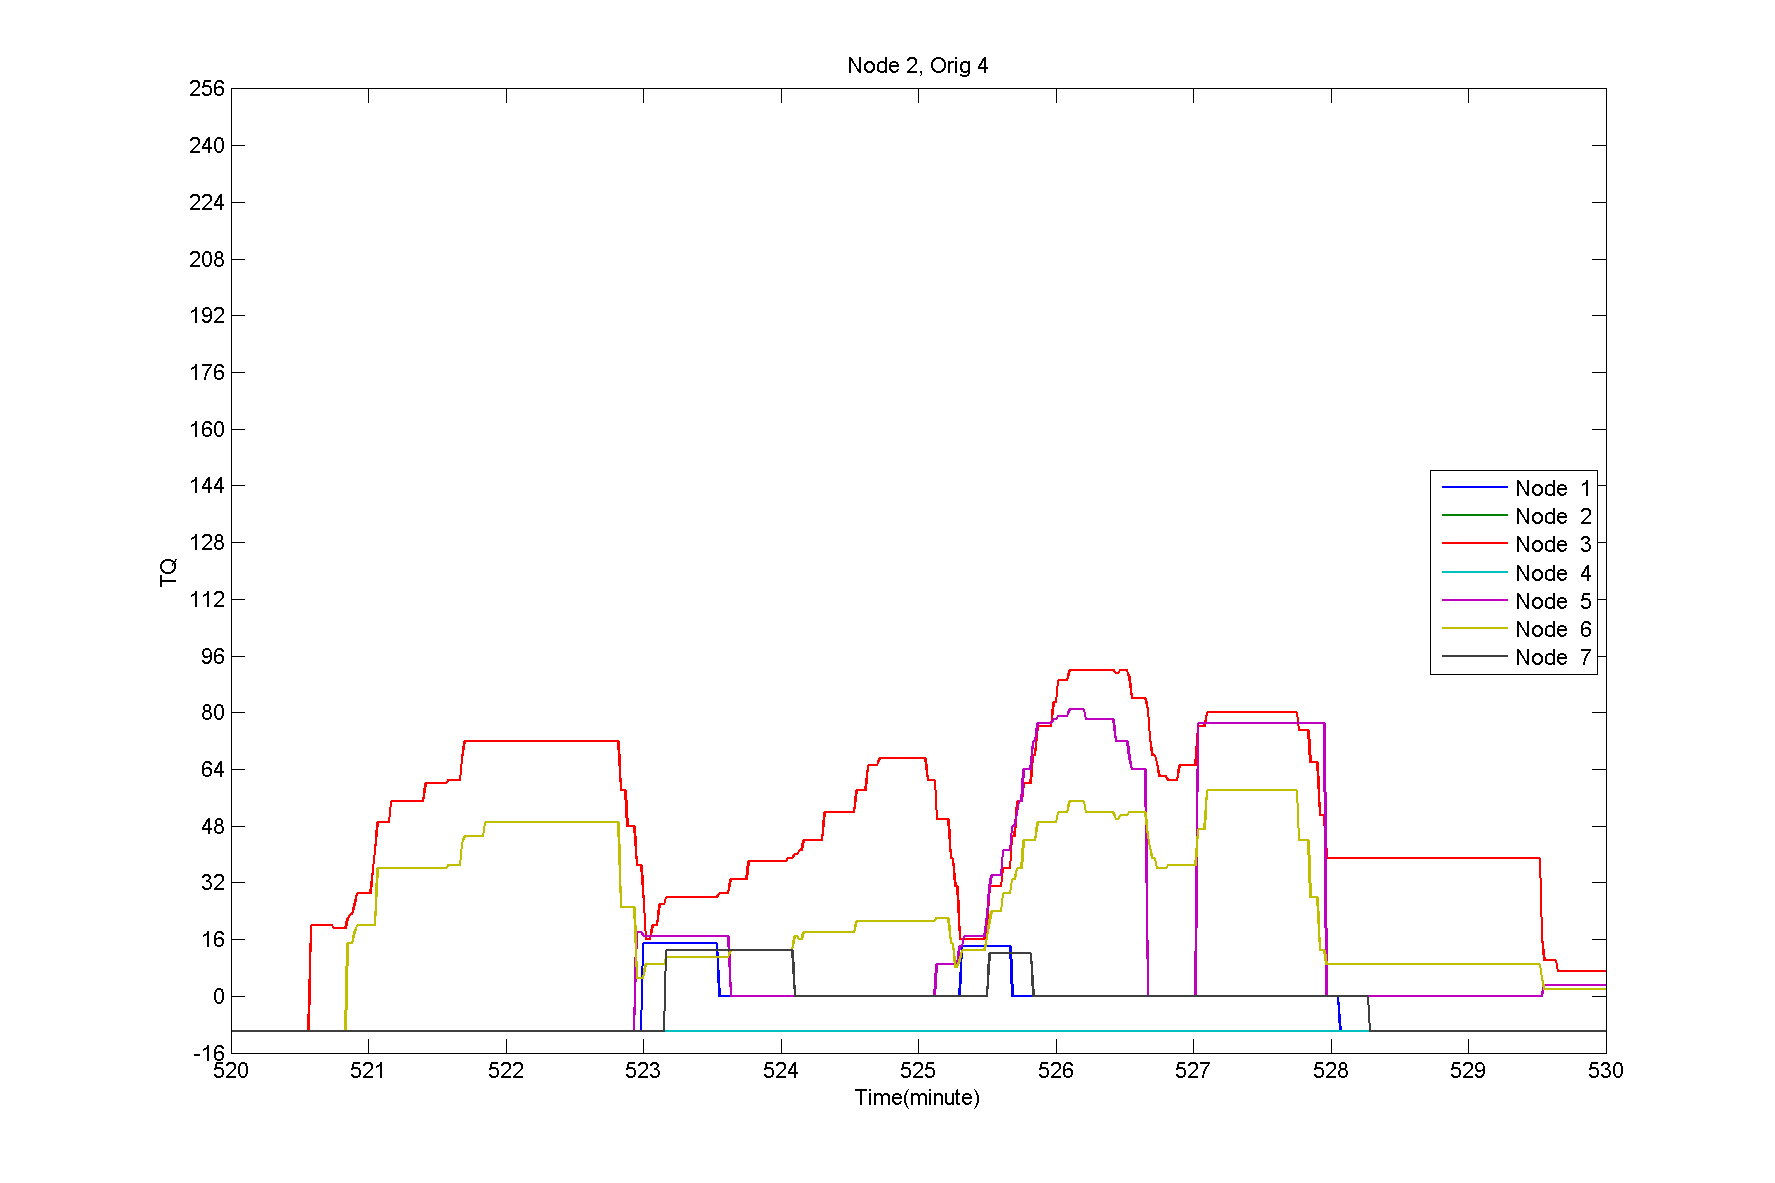 Node 2, Orig 4
256
240
224
208
192
176
160
144
128
112
96
80
64
48
32
16
0
-16
TQ
Node 1
Node 2
Node 3
Node 4
Node 5
Node 6
Node 7
520 521 522 523 524 525 526 527 528 529 530
Time(minute)